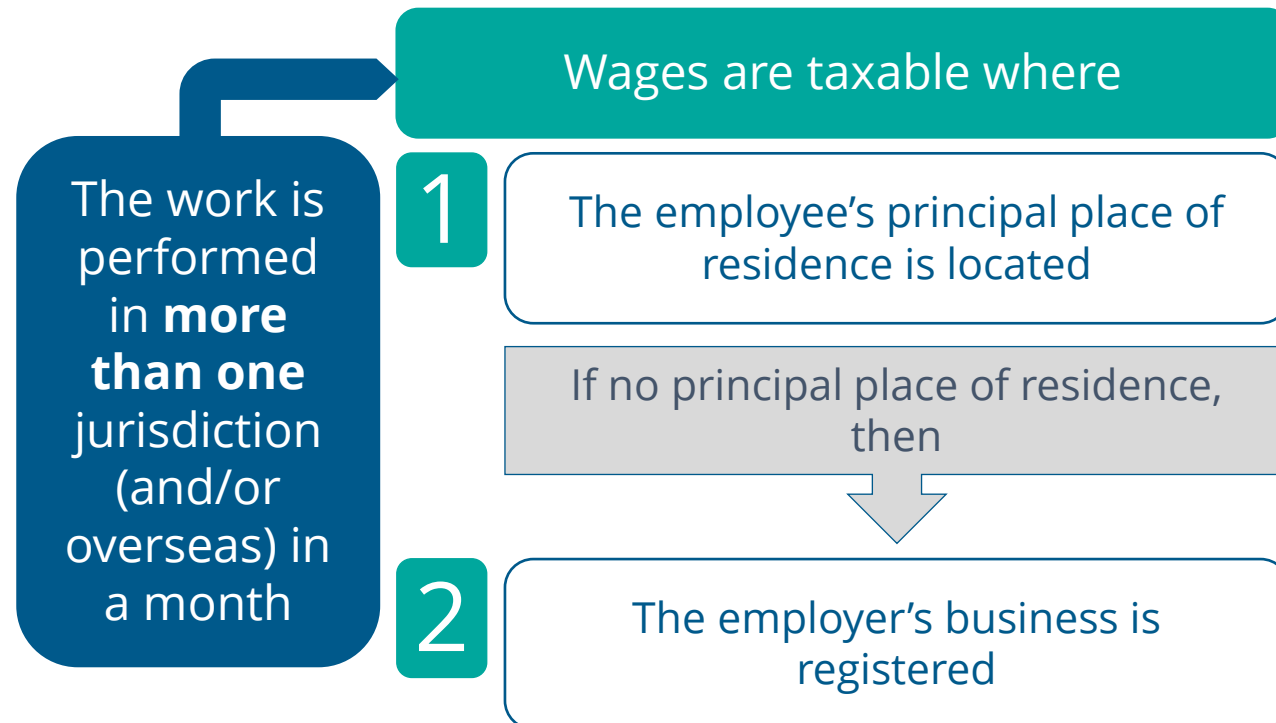 Wages are taxable where
The work is
performed
in more
than one
jurisdiction
(and/or
overseas) in
a month
1
The employee’s principal place of
residence is located
If no principal place of residence,
then
2
The employer’s business is
registered